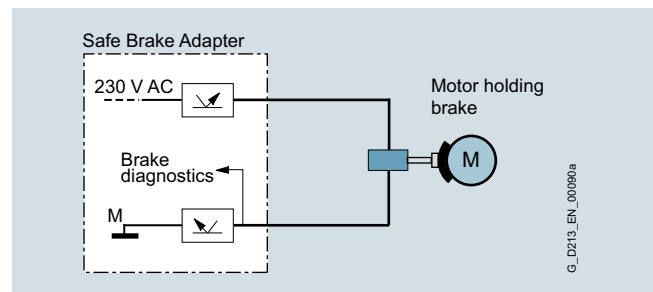 Safe Brake Adapter
230 V AC
Motor holding
brake
M
Brake
diagnostics
M
G_D213_EN_00090a